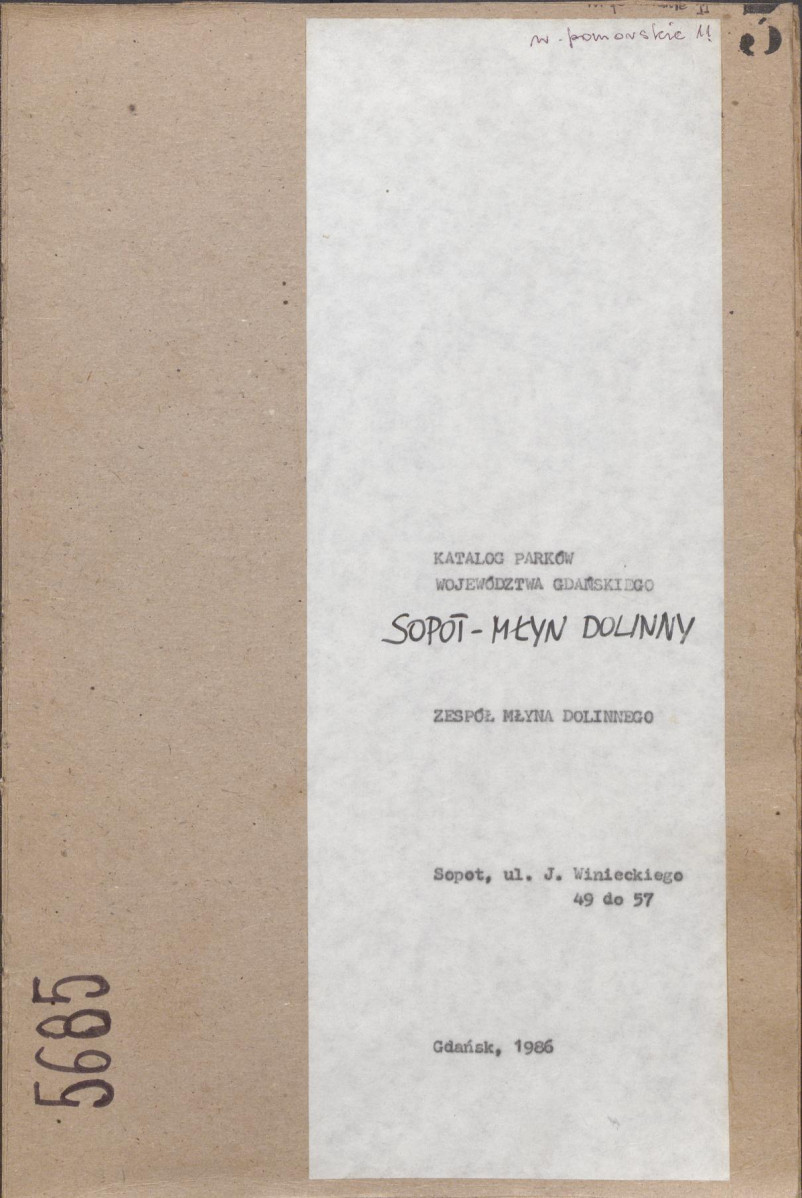 w. pomorskie !!
3
KATALOG PARKÓW
WOJEWÓDZTWA GDAŃSKIEGO
SOPOT - MŁYN DOLINNY
ZESPÓŁ MŁYNA DOLINNEGO
Sopot, ul. J. Winieckiego
49 do 57
Gdańsk, 1986
5685